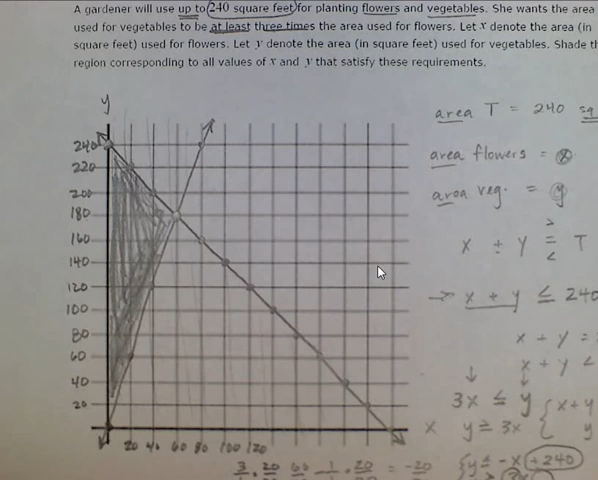 A gardener will use up to 240 square feet for planting flowers and vegetables. She wants the area
used for vegetables to be at least three times the area used for flowers. Let x denote the area (in
square feet) used for flowers. Let y denote the area (in square feet) used for vegetables. Shade th
region corresponding to all values of x and y that satisfy these requirements.
y
240
220
200
180
160
140
120
100
80
60
40
20
20 40 60 80 100 120
x
area T = 240 sq
area flowers = x
area veg. = y
x + y ≥ = ≤ T
→ x + y ≤ 240
x + y =
x + y <
↓ ↓
3x ≤ y { x + y
y ≥ 3x { y
{ y ≤ -x + 240